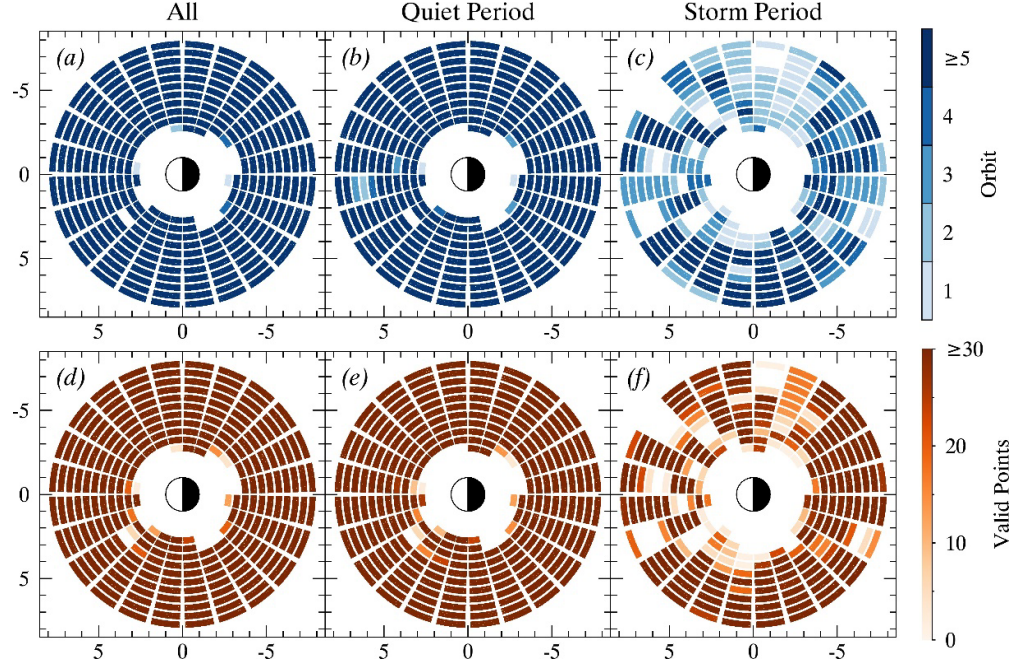 All Quiet Period Storm Period
(a) (b) (c)
-5
0
5
5 0 -5 5 0 -5 5 0 -5
≥5
4
3
2
1
Orbit
(d) (e) (f)
-5
0
5
5 0 -5 5 0 -5 5 0 -5
≥30
20
10
0
Valid Points